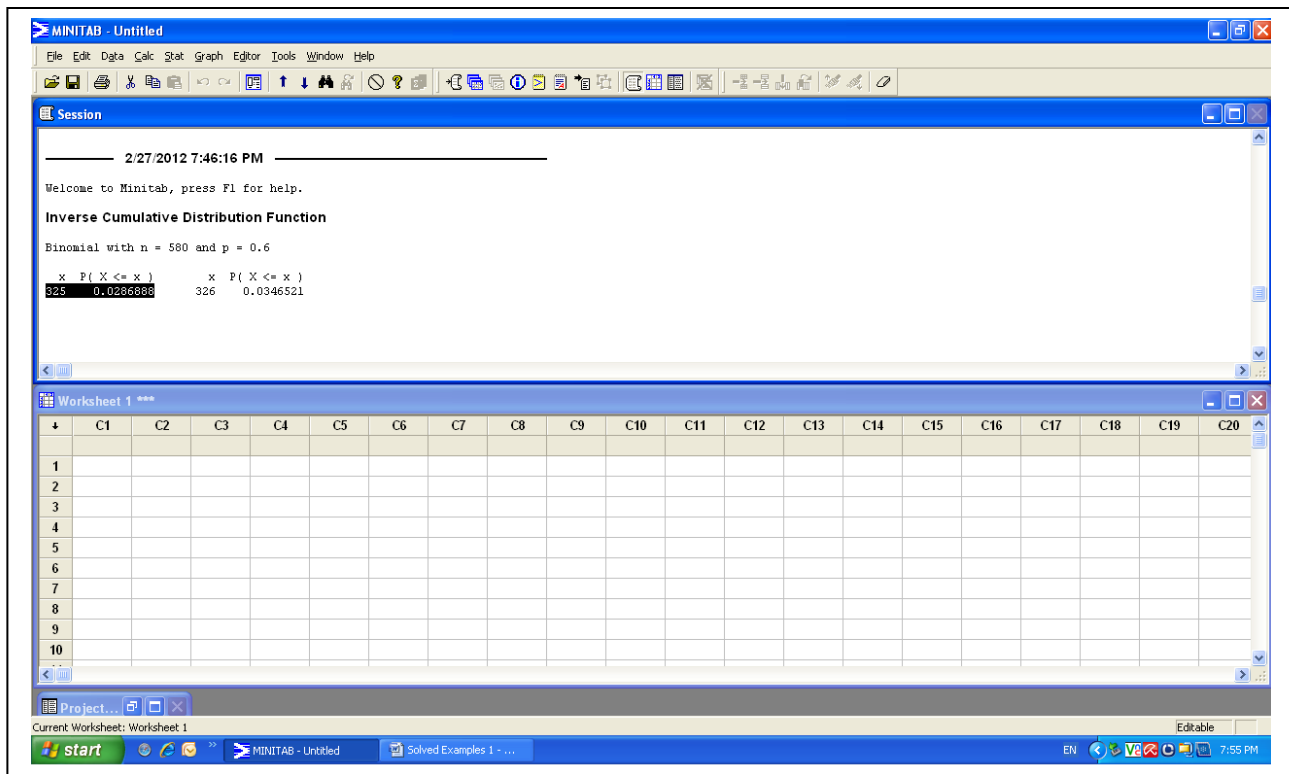 MINITAB - Untitled
File Edit Data Calc Stat Graph Editor Tools Window Help
Session
2/27/2012 7:46:16 PM
Welcome to Minitab, press F1 for help.
Inverse Cumulative Distribution Function
Binomial with n = 580 and p = 0.6
x P( X <= x ) x P( X <= x )
325 0.0286888 326 0.0346521
Worksheet 1 ***
C1 C2 C3 C4 C5 C6 C7 C8 C9 C10 C11 C12 C13 C14 C15 C16 C17 C18 C19 C20
1
2
3
4
5
6
7
8
9
10
Project...
Current Worksheet: Worksheet 1
Editable
start
MINITAB - Untitled
Solved Examples 1 - ...
EN
7:55 PM